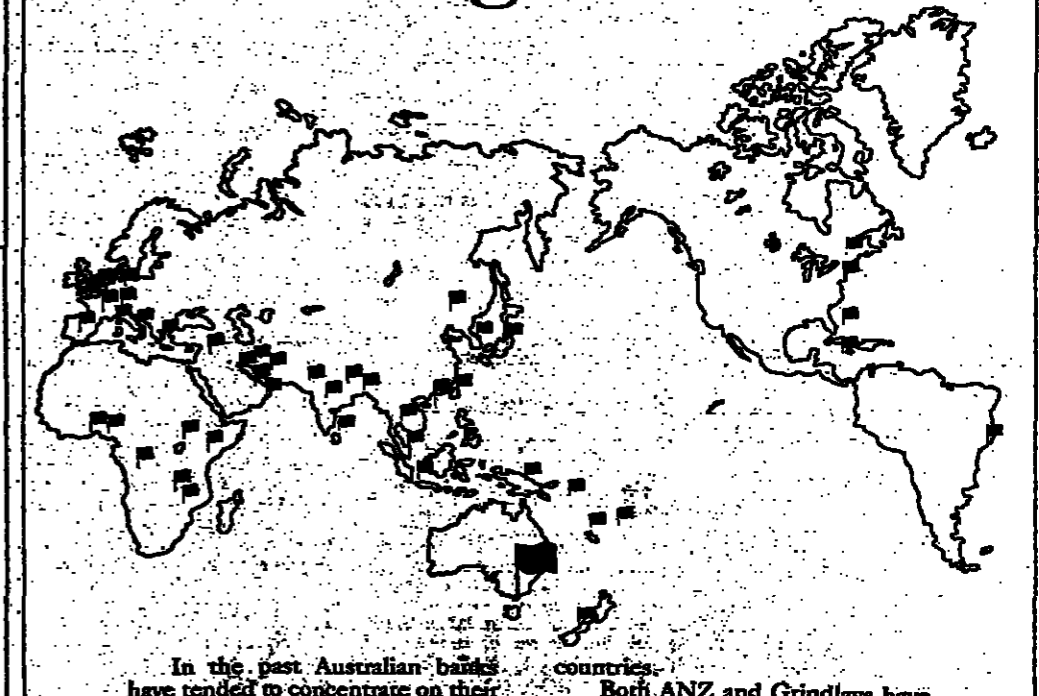 In the past Australian banks
have tended to concentrate on their
countries.
Both ANZ and Grindlays have